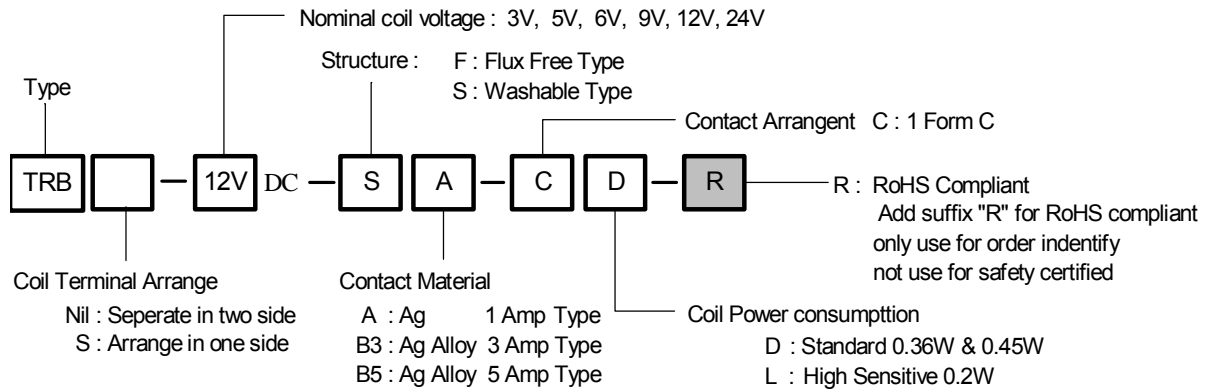 Nominal coil voltage : 3V, 5V, 6V, 9V, 12V, 24V
Structure : F : Flux Free Type
S : Washable Type
Type
Contact Arrangent C : 1 Form C
TRB — 12V DC — S A — C D — R
R : RoHS Compliant
Add suffix "R" for RoHS compliant
only use for order indentify
not use for safety certified
Coil Terminal Arrange
Nil : Seperate in two side
S : Arrange in one side
Contact Material
A : Ag 1 Amp Type
B3 : Ag Alloy 3 Amp Type
B5 : Ag Alloy 5 Amp Type
Coil Power consumpttion
D : Standard 0.36W & 0.45W
L : High Sensitive 0.2W